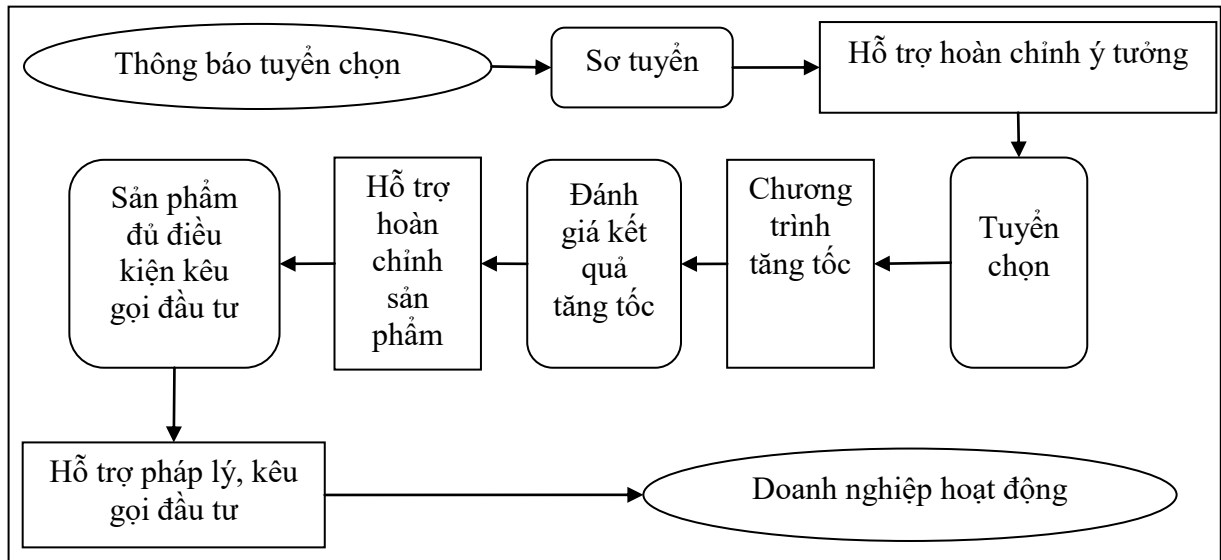 Thông báo tuyển chọn
Sơ tuyển
Hỗ trợ hoàn chỉnh ý tưởng
Tuyển
chọn
Chương
trình
tăng tốc
Đánh
giá kết
quả
tăng tốc
Hỗ trợ
hoàn
chỉnh
sản
phẩm
Sản phẩm
đủ điều
kiện kêu
gọi đầu tư
Hỗ trợ pháp lý, kêu
gọi đầu tư
Doanh nghiệp hoạt động